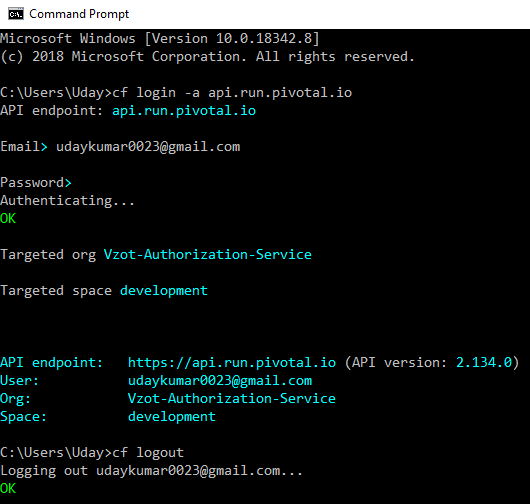 Command Prompt
Microsoft Windows [Version 10.0.18342.8]
(c) 2018 Microsoft Corporation. All rights reserved.
C:\Users\Uday>cf login -a api.run.pivotal.io
API endpoint: api.run.pivotal.io
Email> udaykumar0023@gmail.com
Password>
Authenticating...
OK
Targeted org Vzot-Authorization-Service
Targeted space development
API endpoint:   https://api.run.pivotal.io (API version: 2.134.0)
User:           udaykumar0023@gmail.com
Org:            Vzot-Authorization-Service
Space:          development
C:\Users\Uday>cf logout
Logging out udaykumar0023@gmail.com...
OK